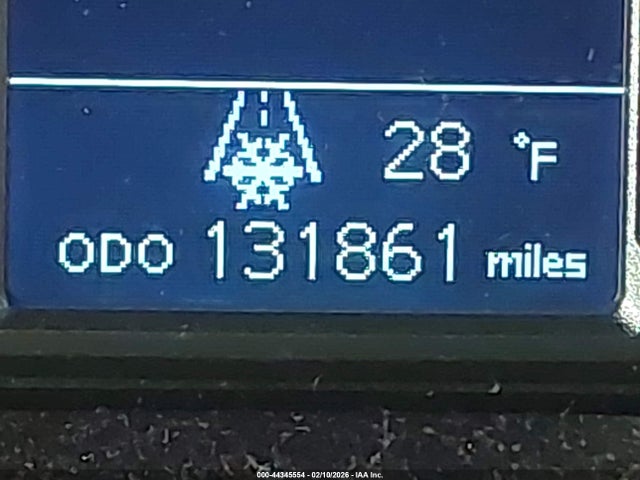 28 °F
ODO 131861 miles
000-44345554 - 02/10/2026 - IAA Inc.